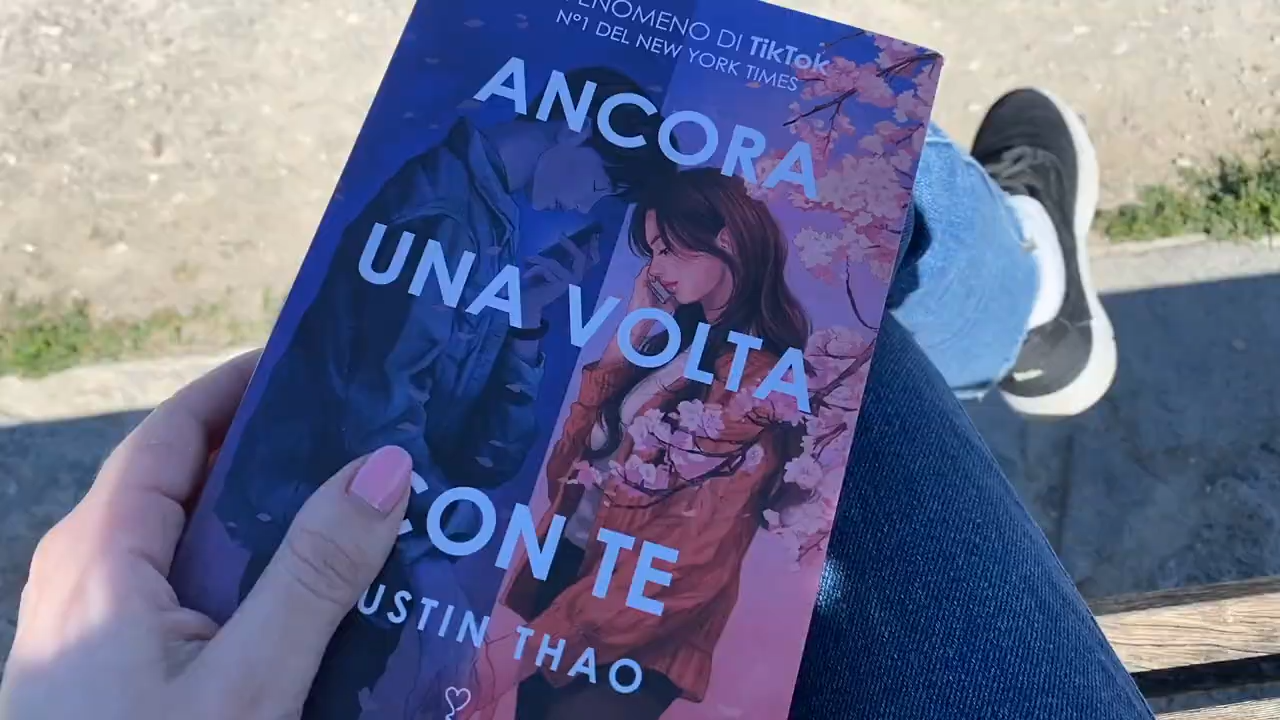 FENOMENO DI TikTok
N°1 DEL NEW YORK TIMES
ANCORA
UNA VOLTA
CON TE
USTIN THAO